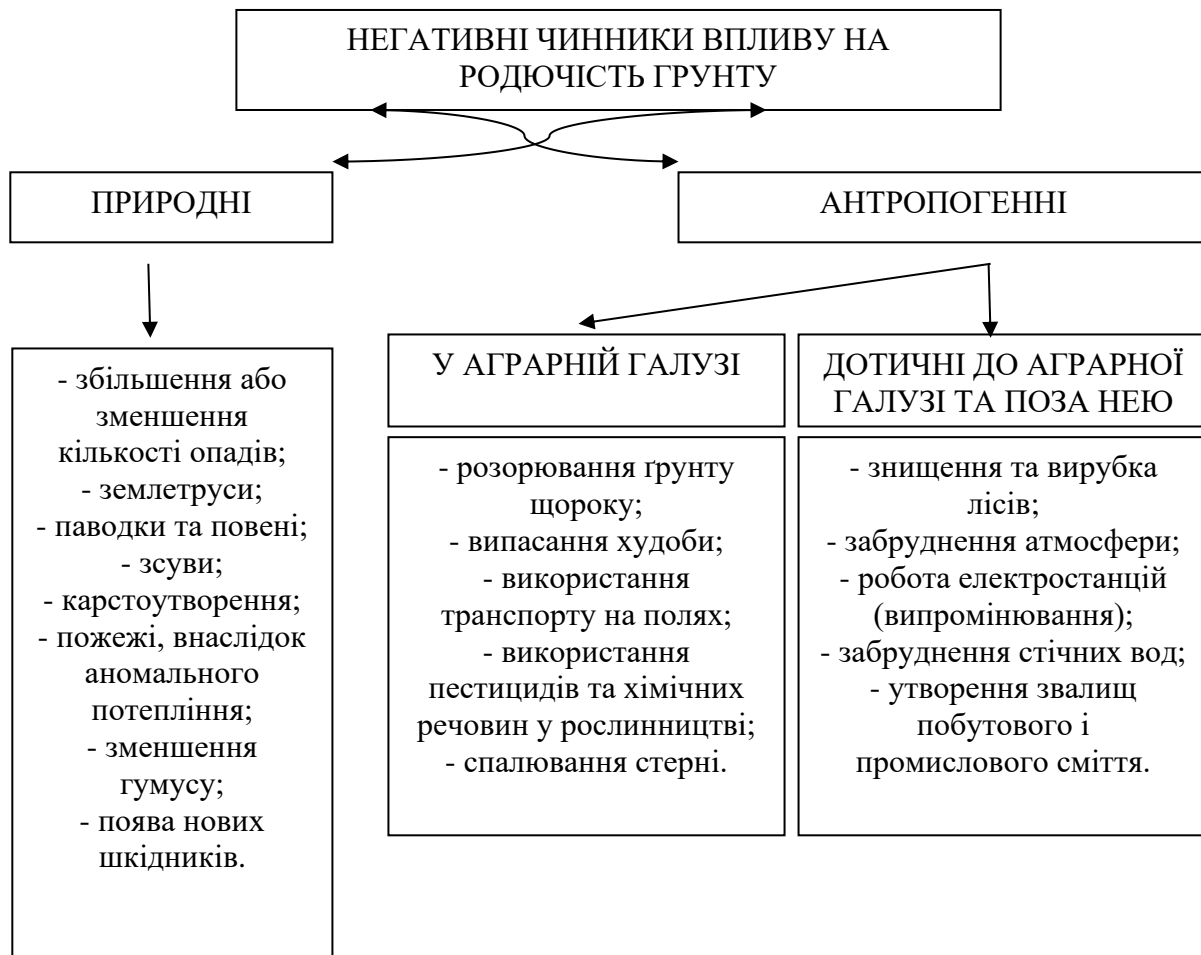 НЕГАТИВНІ ЧИННИКИ ВПЛИВУ НА
РОДЮЧІСТЬ ГРУНТУ
ПРИРОДНІ
АНТРОПОГЕННІ
- збільшення або
зменшення
кількості опадів;
- землетруси;
- паводки та повені;
- зсуви;
- карстоутворення;
- пожежі, внаслідок
аномального
потепління;
- зменшення
гумусу;
- поява нових
шкідників.
У АГРАРНІЙ ГАЛУЗІ
- розорювання ґрунту
щороку;
- випасання худоби;
- використання
транспорту на полях;
- використання
пестицидів та хімічних
речовин у рослинництві;
- спалювання стерні.
ДОТИЧНІ ДО АГРАРНОЇ
ГАЛУЗІ ТА ПОЗА НЕЮ
- знищення та вирубка
лісів;
- забруднення атмосфери;
- робота електростанцій
(випромінювання);
- забруднення стічних вод;
- утворення звалищ
побутового і
промислового сміття.